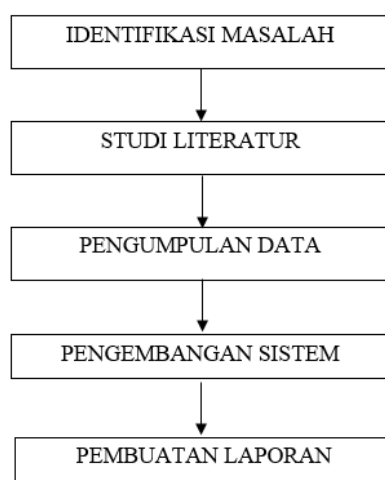 IDENTIFIKASI MASALAH
STUDI LITERATUR
PENGUMPULAN DATA
PENGEMBANGAN SISTEM
PEMBUATAN LAPORAN